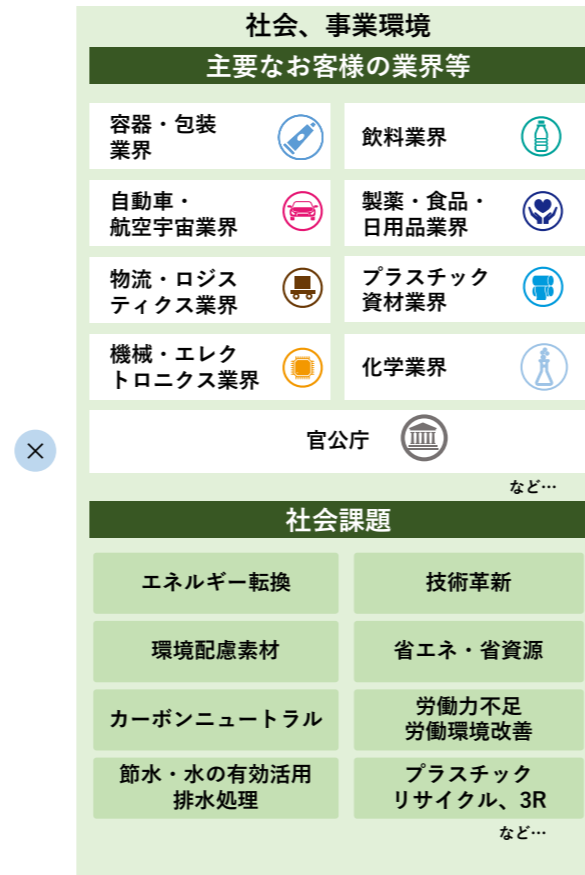 社会、事業環境
主要なお客様の業界等
容器・包装
業界
飲料業界
自動車・
航空宇宙業界
製薬・食品・
日用品業界
物流・ロジス
ティクス業界
プラスチック
資材業界
機械・エレク
トロニクス業界
化学業界
官公庁
×
など…
社会課題
エネルギー転換
技術革新
環境配慮素材
省エネ・省資源
カーボンニュートラル
労働力不足
労働環境改善
節水・水の有効活用
排水処理
プラスチック
リサイクル、3R
など…